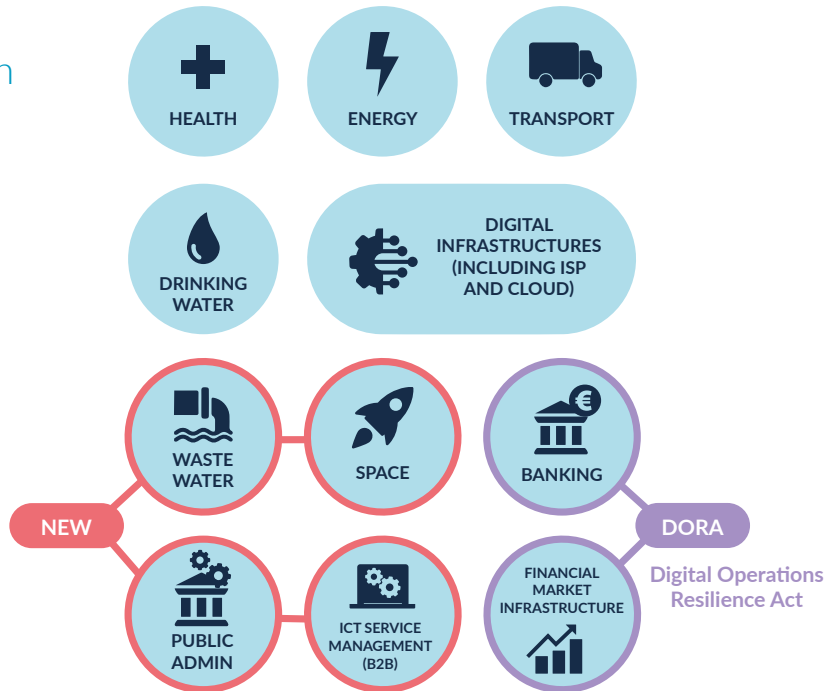 n
HEALTH
ENERGY
TRANSPORT
DRINKING
WATER
DIGITAL
INFRASTRUCTURES
(INCLUDING ISP
AND CLOUD)
WASTE
WATER
SPACE
€
BANKING
NEW
DORA
Digital Operations
Resilience Act
PUBLIC
ADMIN
ICT SERVICE
MANAGEMENT
(B2B)
FINANCIAL
MARKET
INFRASTRUCTURE